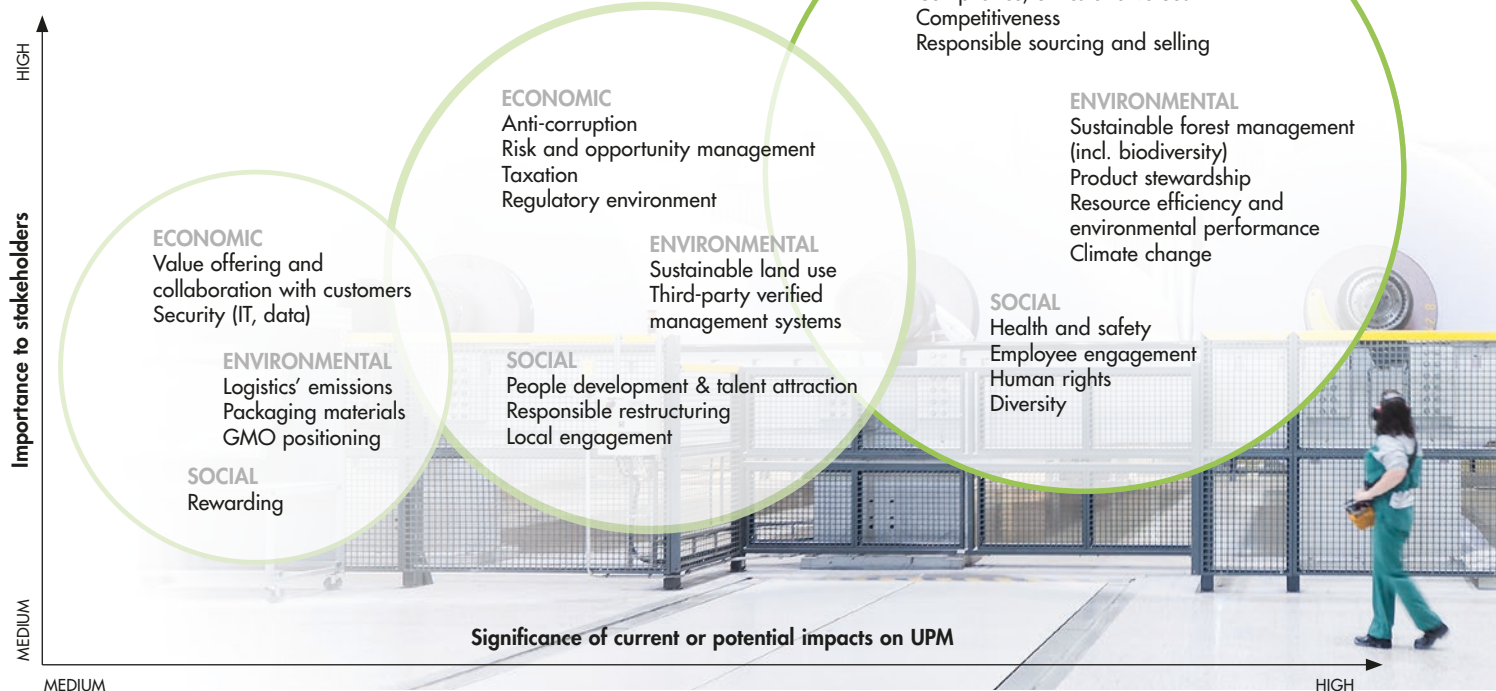 Competitiveness
Responsible sourcing and selling
HIGH
ECONOMIC
Anti-corruption
Risk and opportunity management
Taxation
Regulatory environment
ENVIRONMENTAL
Sustainable forest management
(incl. biodiversity)
Product stewardship
Resource efficiency and
environmental performance
Climate change
Importance to stakeholders
ECONOMIC
Value offering and
collaboration with customers
Security (IT, data)
ENVIRONMENTAL
Sustainable land use
Third-party verified
management systems
SOCIAL
Health and safety
Employee engagement
Human rights
Diversity
ENVIRONMENTAL
Logistics’ emissions
Packaging materials
GMO positioning
SOCIAL
People development & talent attraction
Responsible restructuring
Local engagement
SOCIAL
Rewarding
MEDIUM
Significance of current or potential impacts on UPM
MEDIUM
HIGH